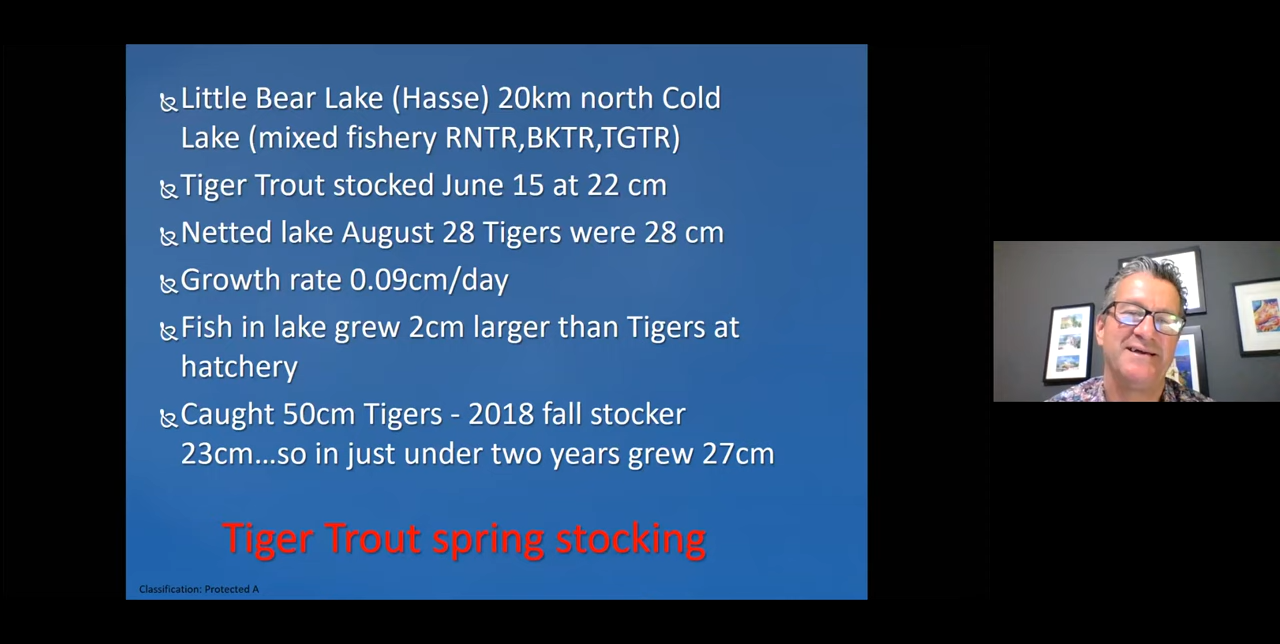 Little Bear Lake (Hasse) 20km north Cold
Lake (mixed fishery RNTR,BKTR,TGTR)
Tiger Trout stocked June 15 at 22 cm
Netted lake August 28 Tigers were 28 cm
Growth rate 0.09cm/day
Fish in lake grew 2cm larger than Tigers at
hatchery
Caught 50cm Tigers - 2018 fall stocker
23cm...so in just under two years grew 27cm
Tiger Trout spring stocking
Classification: Protected A